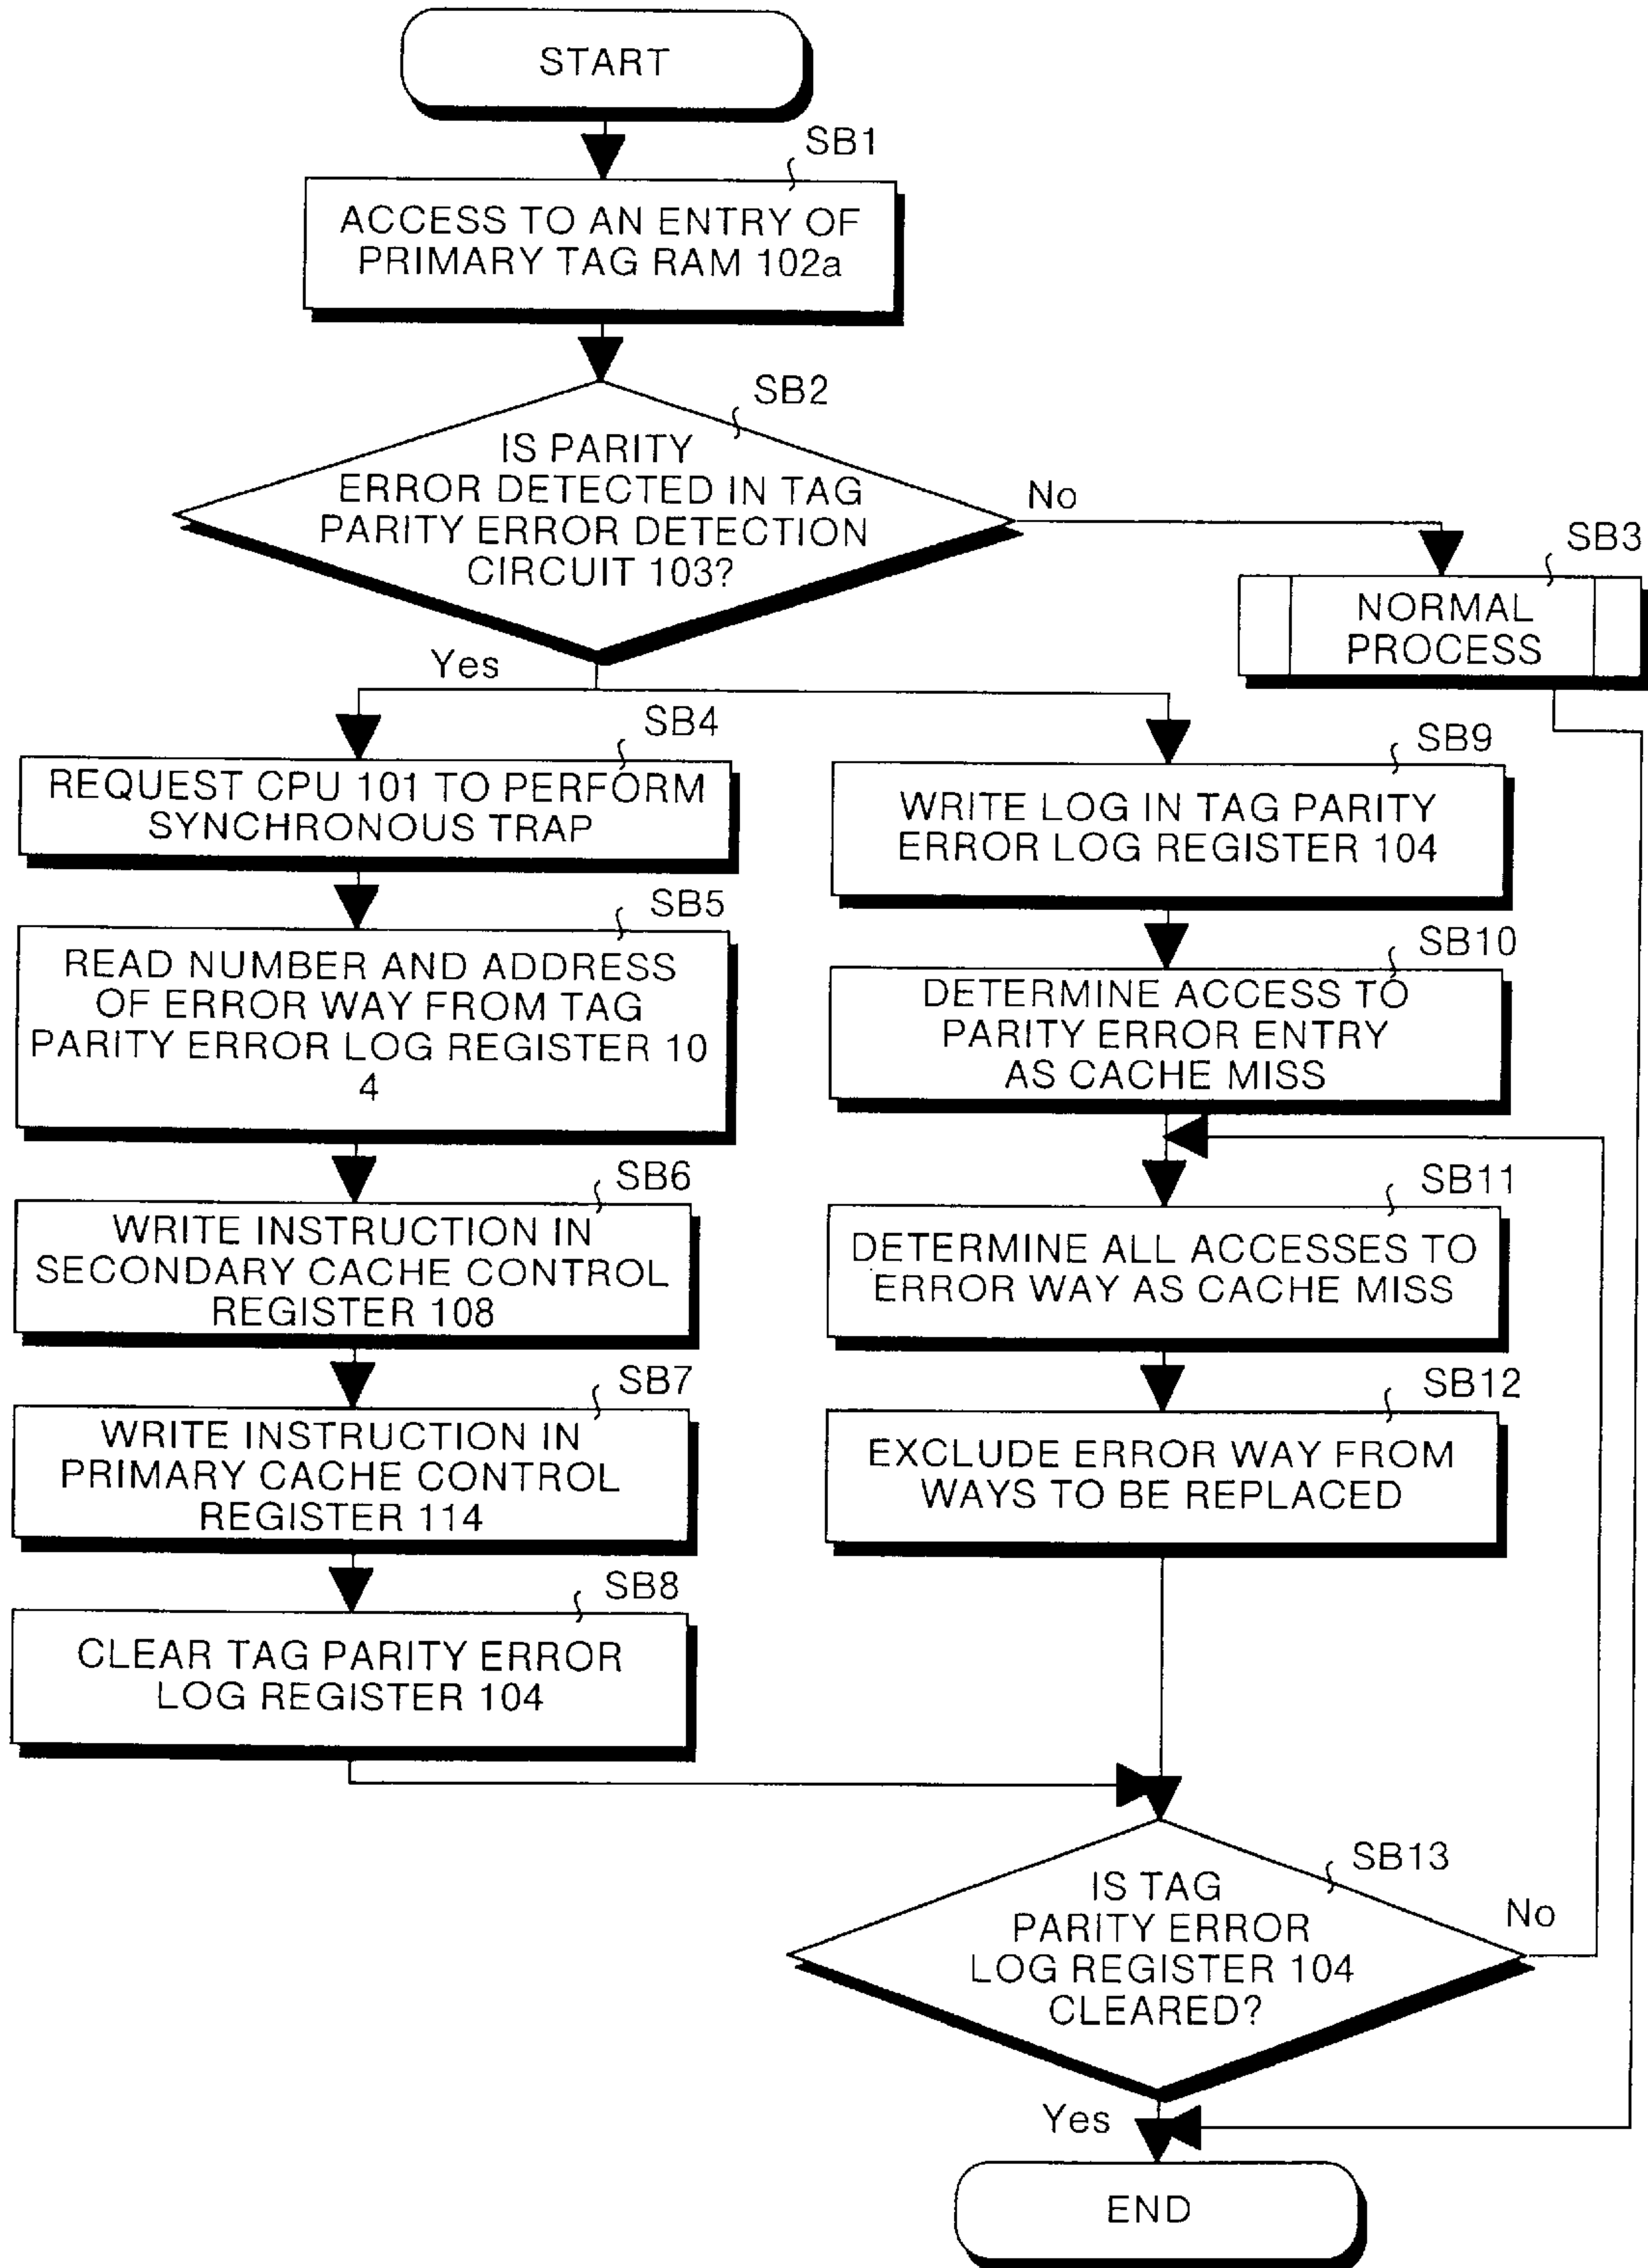 START
SB1
ACCESS TO AN ENTRY OF
PRIMARY TAG RAM 102a
SB2
IS PARITY
ERROR DETECTED IN TAG
PARITY ERROR DETECTION
CIRCUIT 103?
No
SB3
NORMAL
PROCESS
Yes
SB4
REQUEST CPU 101 TO PERFORM
SYNCHRONOUS TRAP
SB5
READ NUMBER AND ADDRESS
OF ERROR WAY FROM TAG
PARITY ERROR LOG REGISTER 10
4
SB6
WRITE INSTRUCTION IN
SECONDARY CACHE CONTROL
REGISTER 108
SB7
WRITE INSTRUCTION IN
PRIMARY CACHE CONTROL
REGISTER 114
SB8
CLEAR TAG PARITY ERROR
LOG REGISTER 104
SB9
WRITE LOG IN TAG PARITY
ERROR LOG REGISTER 104
SB10
DETERMINE ACCESS TO
PARITY ERROR ENTRY
AS CACHE MISS
SB11
DETERMINE ALL ACCESSES TO
ERROR WAY AS CACHE MISS
SB12
EXCLUDE ERROR WAY FROM
WAYS TO BE REPLACED
SB13
IS TAG
PARITY ERROR
LOG REGISTER 104
CLEARED?
No
Yes
END